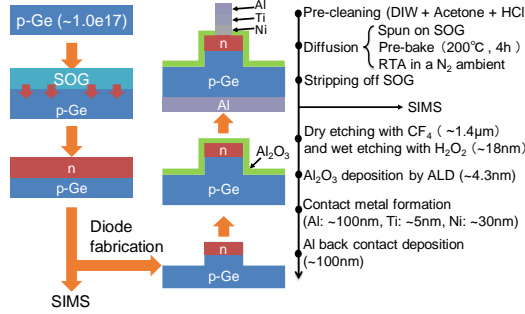 p-Ge (~1.0e17)
SOG
p-Ge
n
p-Ge
Diode
fabrication
SIMS
Al
Ti
Ni
n
p-Ge
Al
n
Al₂O₃
p-Ge
n
p-Ge
Pre-cleaning (DIW + Acetone + HCl
Diffusion
Spun on SOG
Pre-bake (200℃ , 4h)
RTA in a N₂ ambient
Stripping off SOG
SIMS
Dry etching with CF₄ ( ~1.4μm)
and wet etching with H₂O₂ (~18nm)
Al₂O₃ deposition by ALD (~4.3nm)
Contact metal formation
(Al: ~100nm, Ti: ~5nm, Ni: ~30nm)
Al back contact deposition
(~100nm)